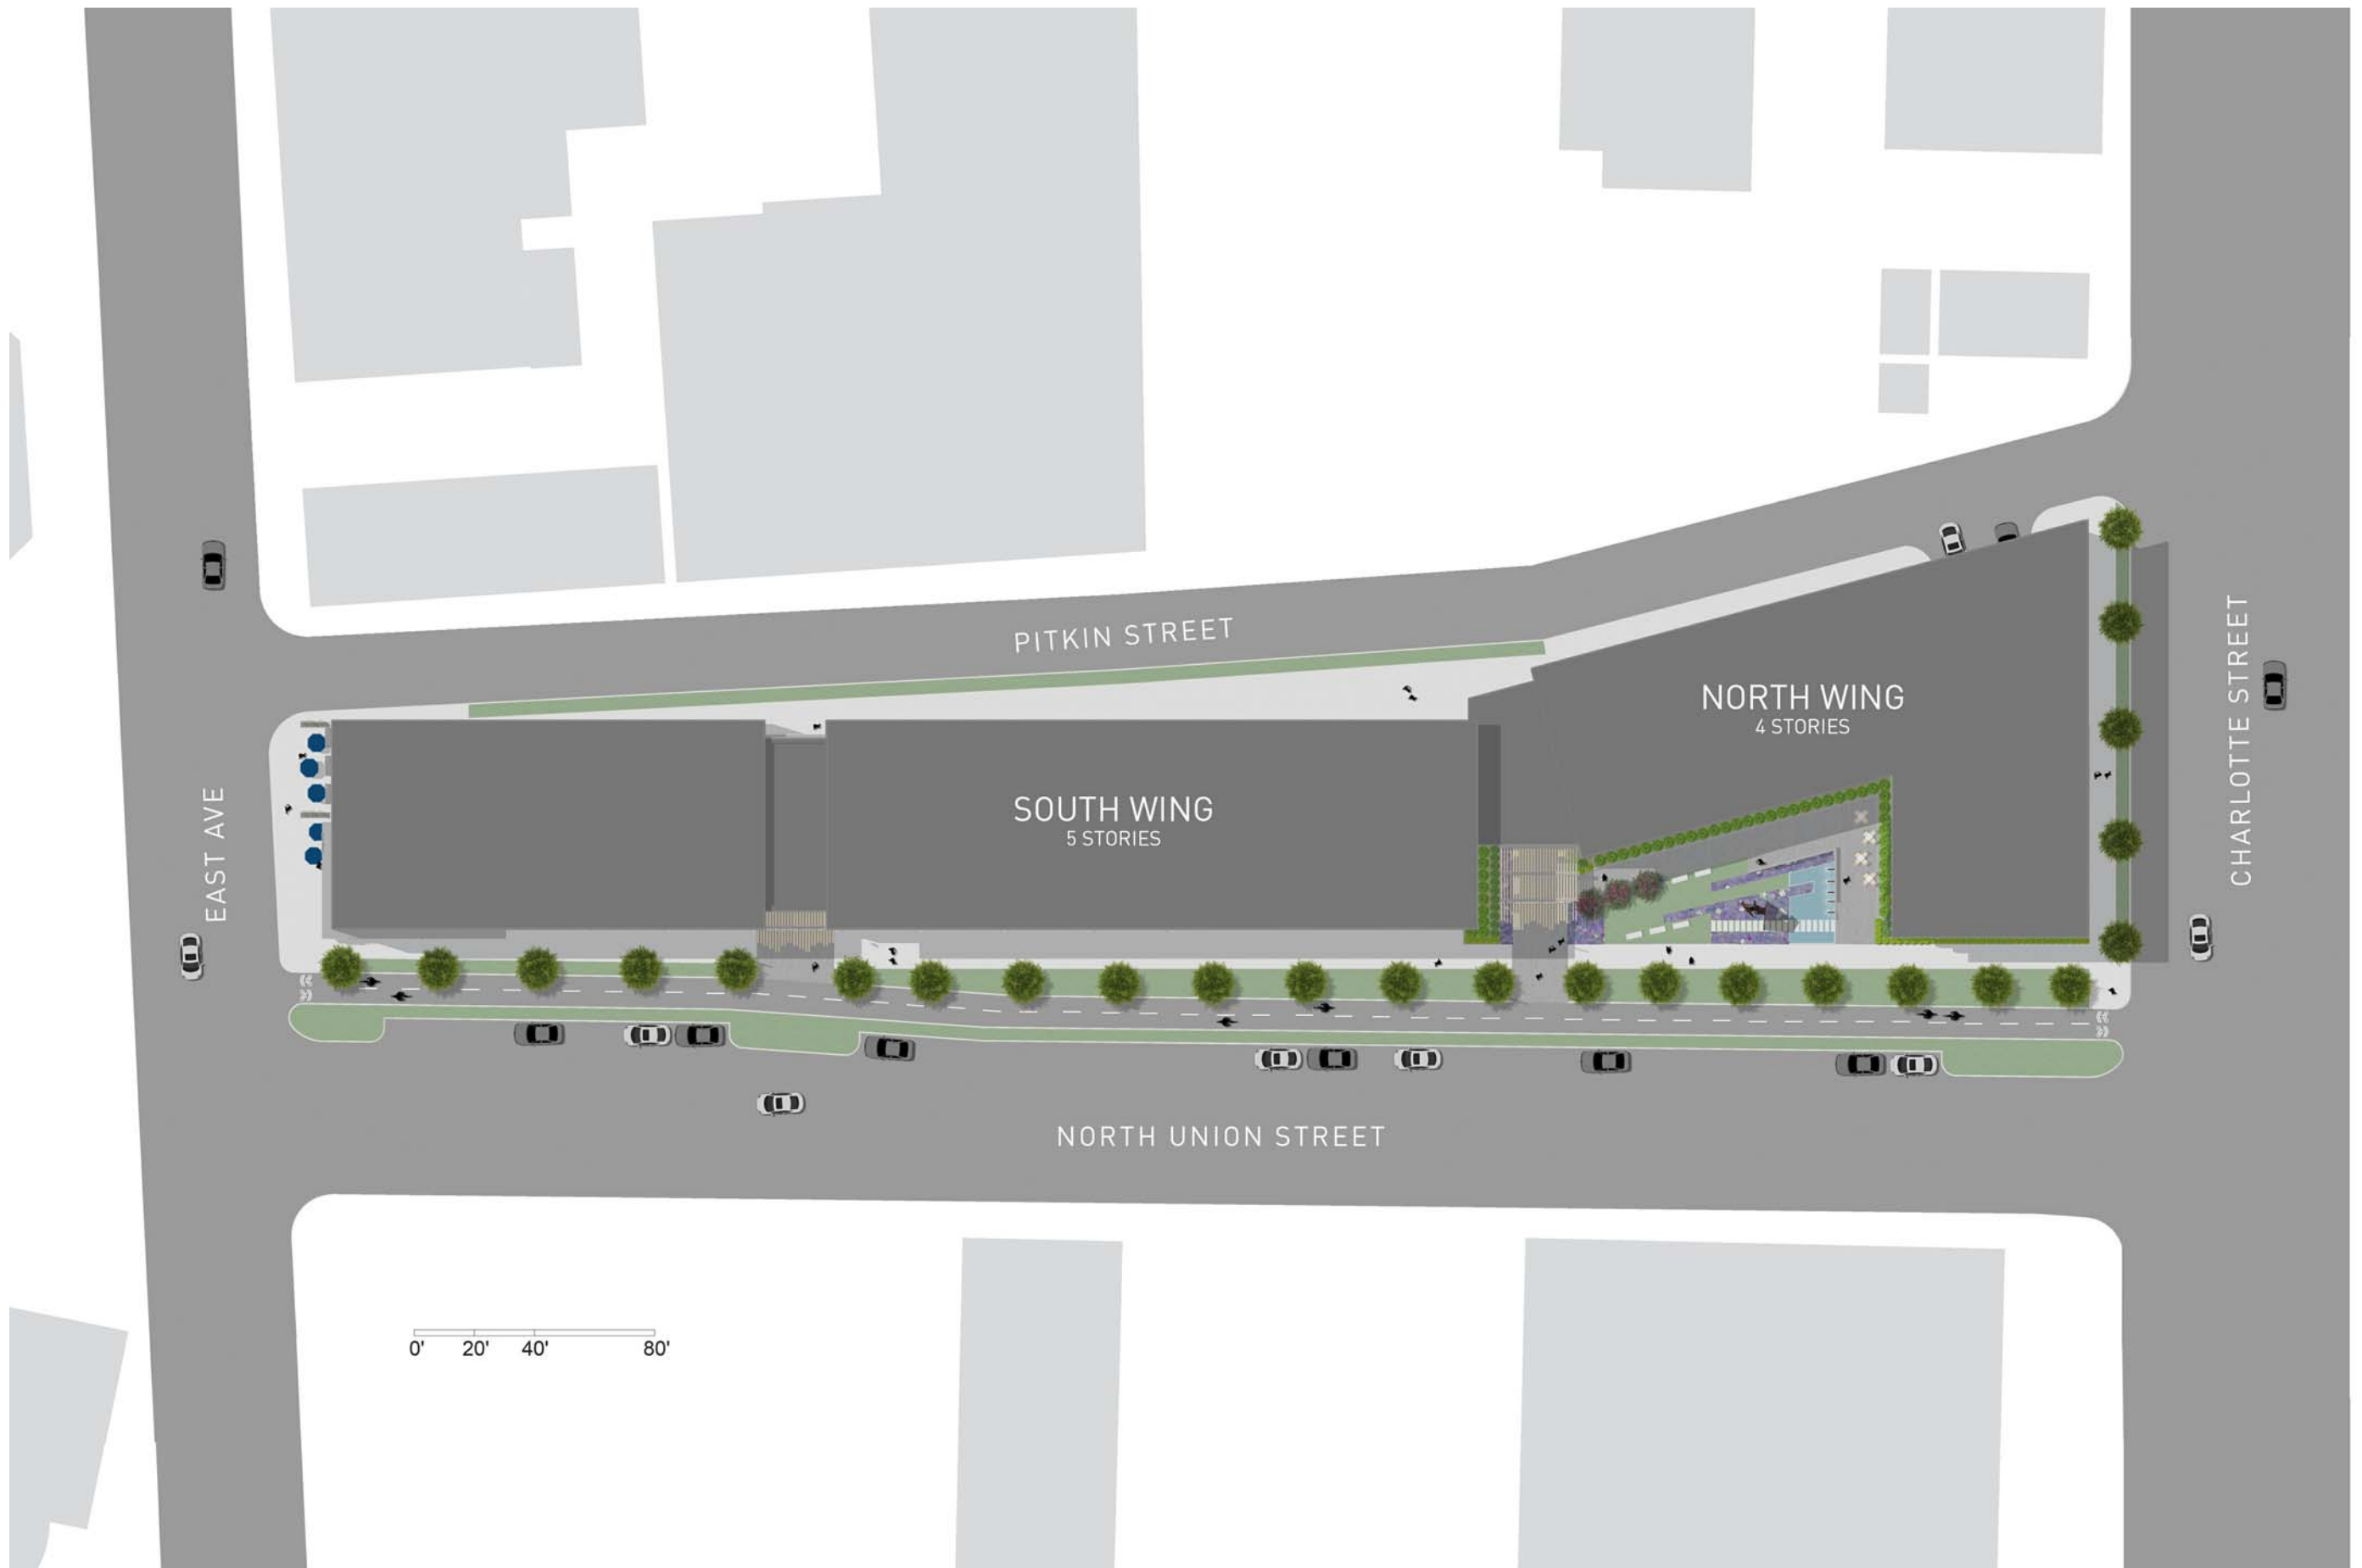 PITKIN STREET
NORTH WING
4 STORIES
SOUTH WING
5 STORIES
EAST AVE
CHARLOTTE STREET
NORTH UNION STREET
0' 20' 40' 80'